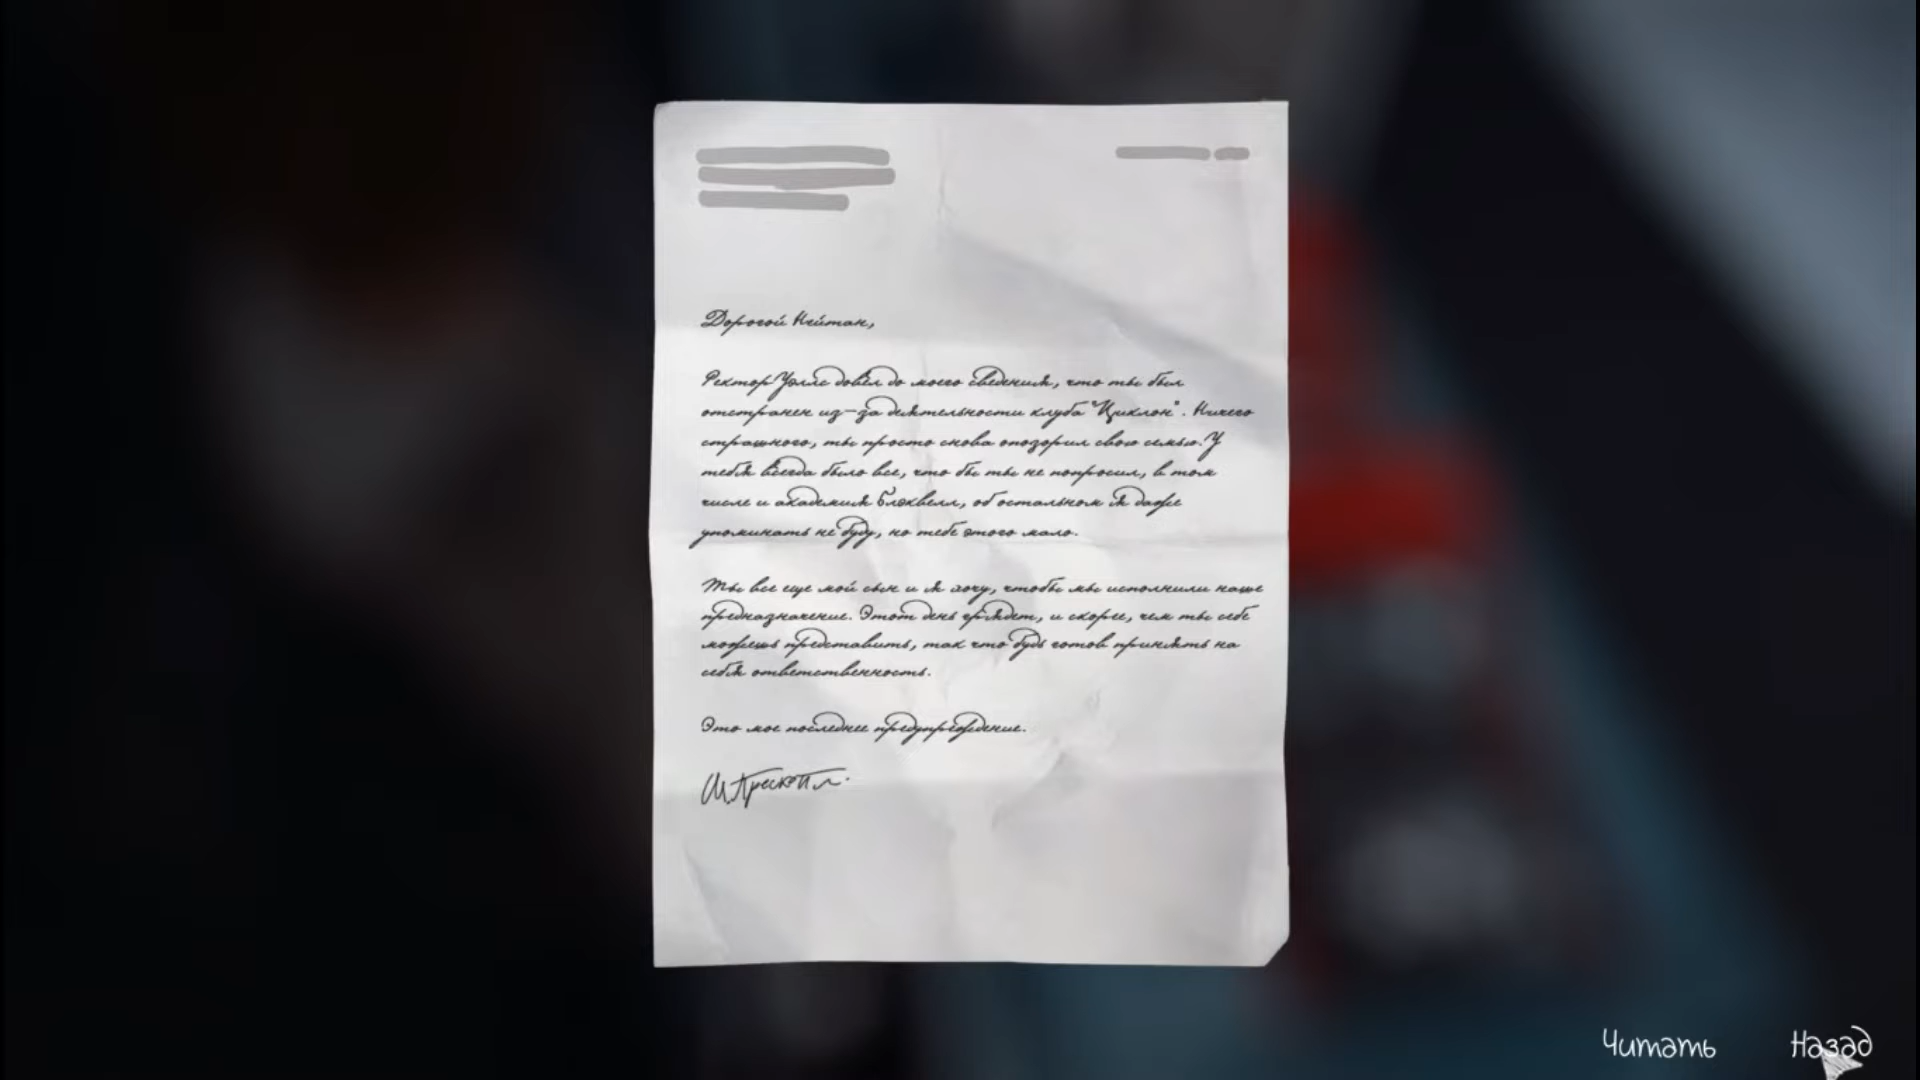 Дорогой Нейтан,
Ректор Уэллс довёл до моего сведения, что ты был
отстранен из-за деятельности клуба "Циклон". Ничего
страшного, ты просто снова опозорил свою семью. У
тебя всегда было все, что бы ты не попросил, в том
числе и академия Блэквелл, об остальном я даже
упоминать не буду, но тебе этого мало.
Ты все еще мой сын и я хочу, чтобы мы исполнили наше
предназначение. Этот день грядет, и скорее, чем ты себе
можешь представить, так что будь готов принять на
себя ответственность.
Это мое последнее предупреждение.
Ш. Прескотт
Читать
Назад